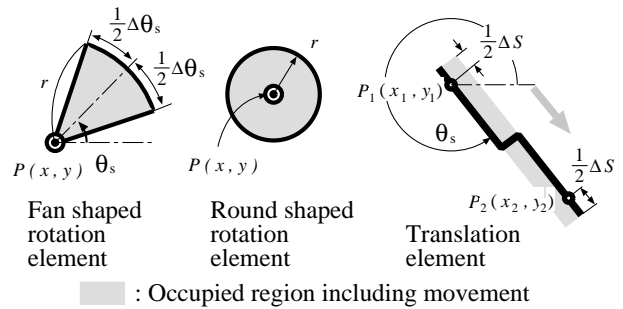 1/2 Δθs
1/2 Δθs
r
θs
P ( x , y )
Fan shaped
rotation
element
r
P ( x , y )
Round shaped
rotation
element
1/2 ΔS
P1 ( x1 , y1 )
θs
1/2 ΔS
P2 ( x2 , y2 )
Translation
element
: Occupied region including movement